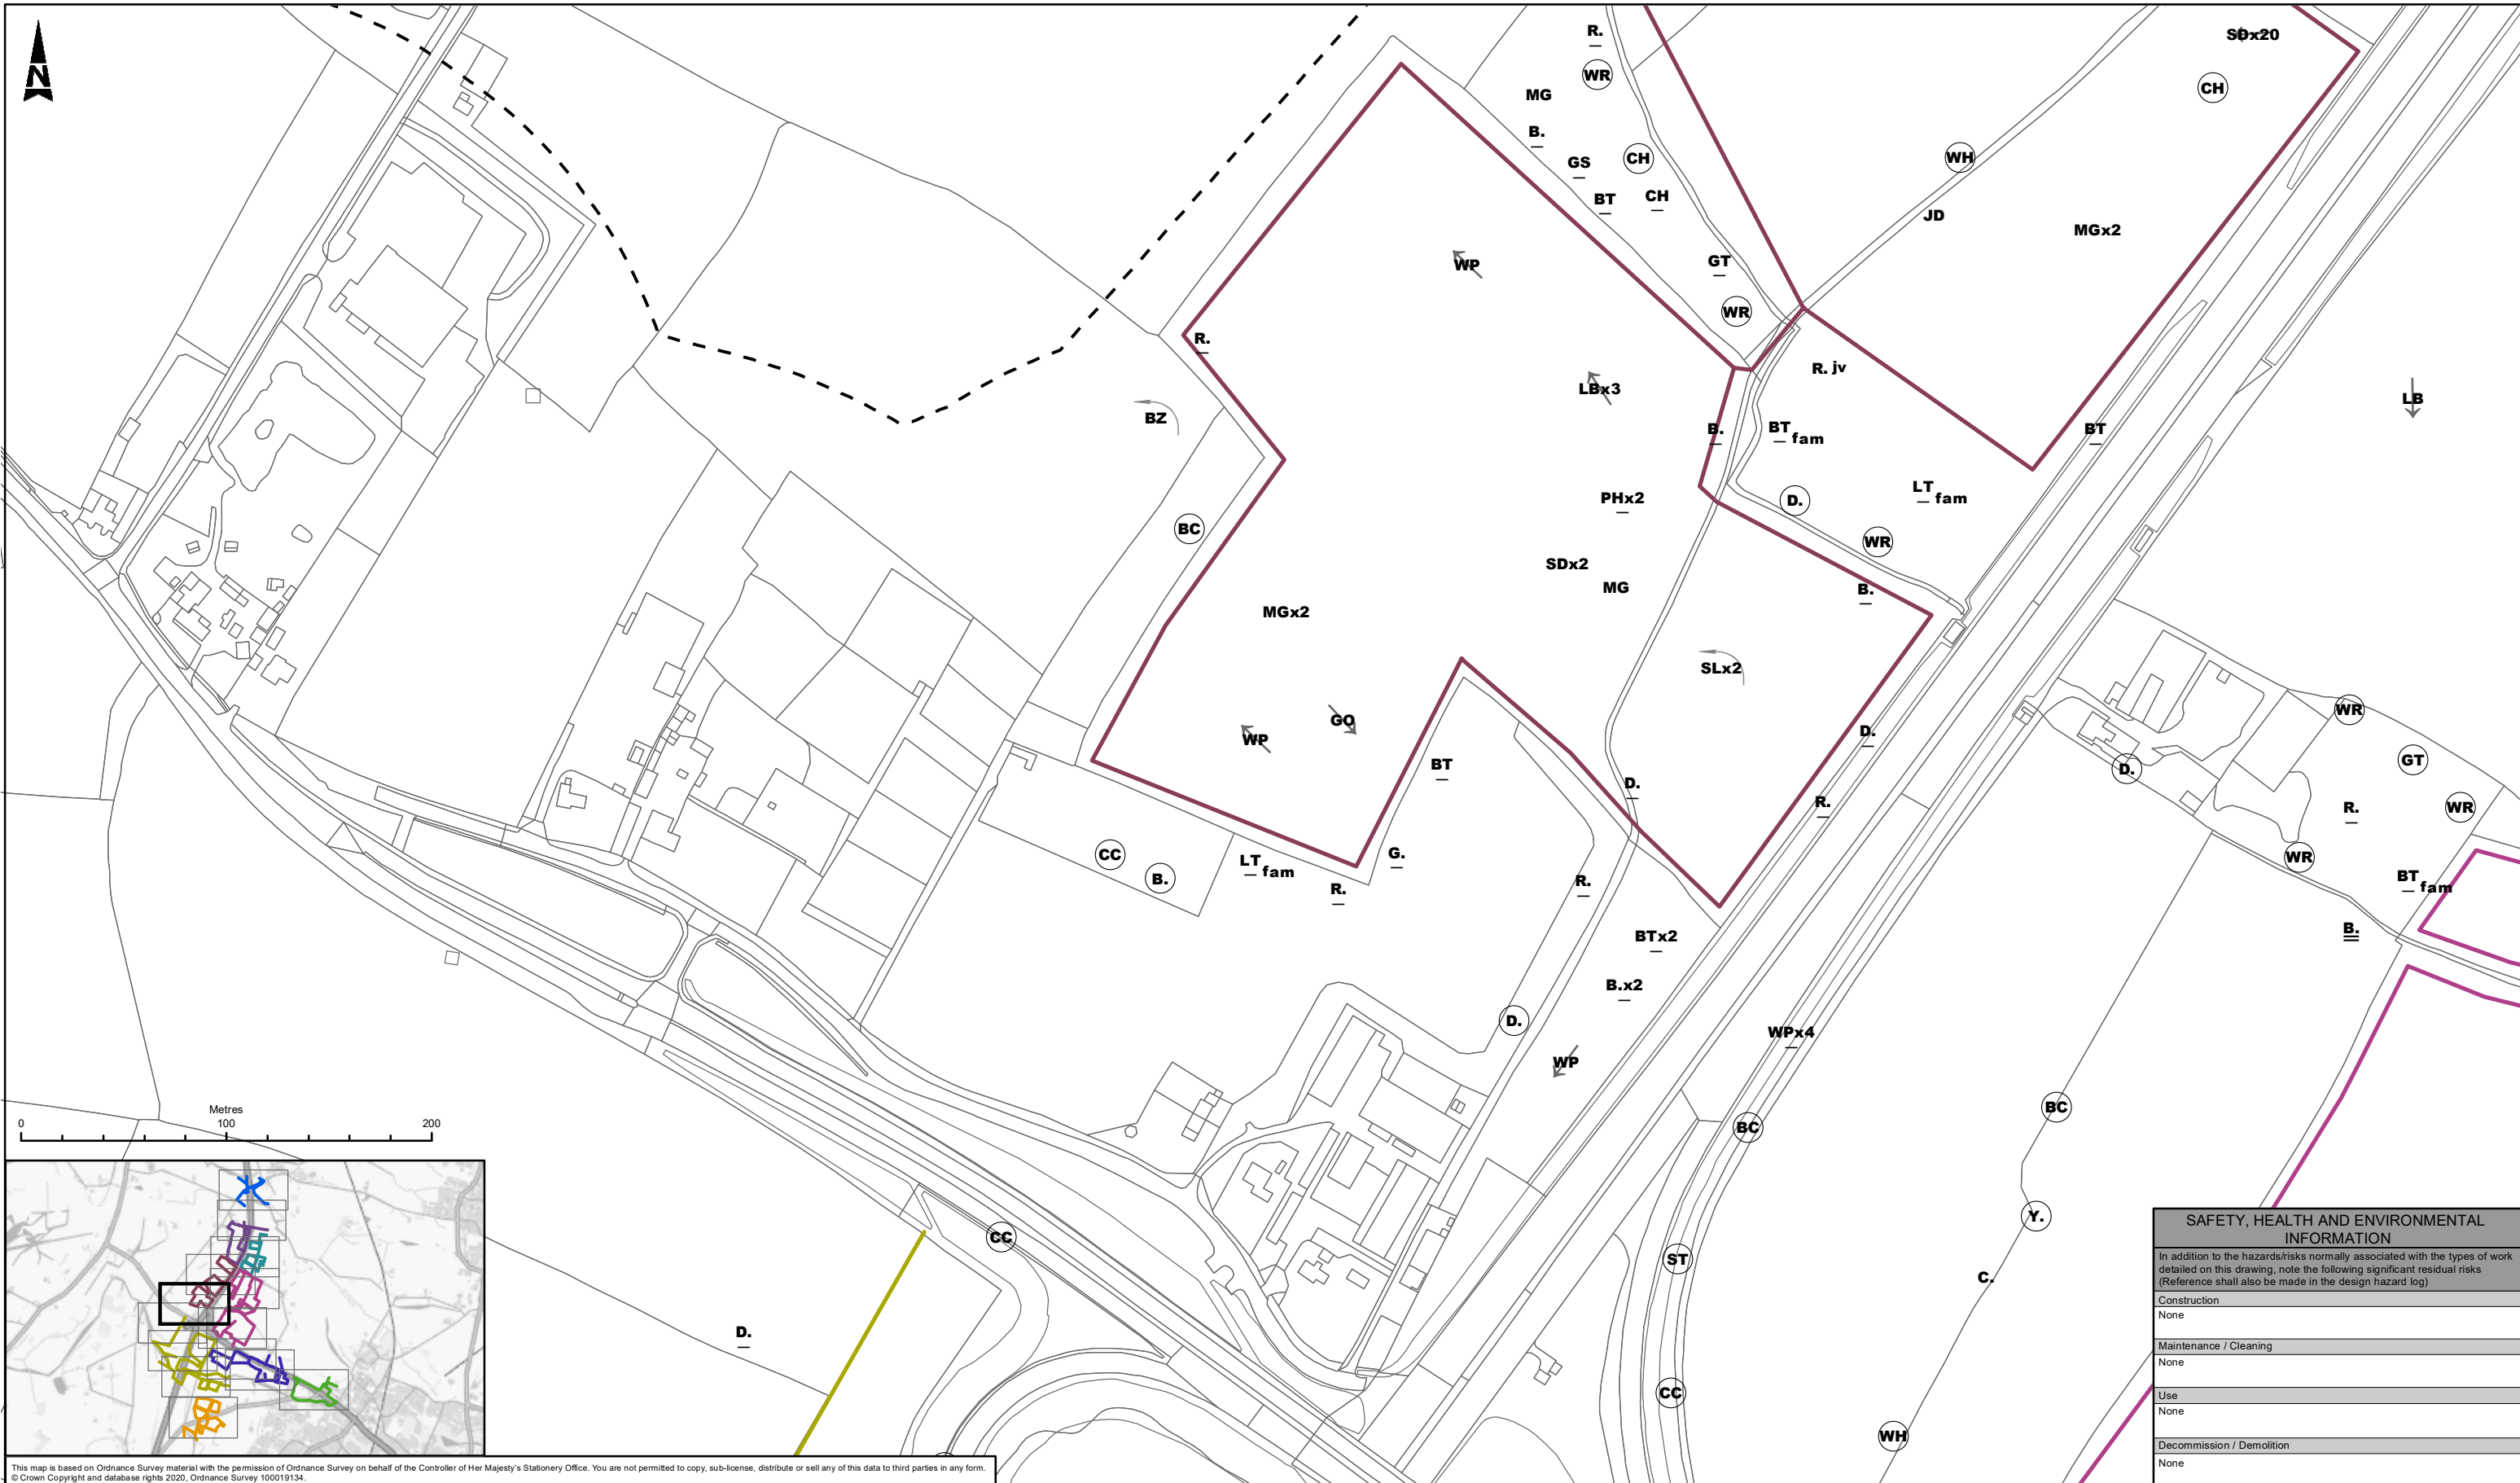 N
R.
WR
MG
B.
GS
CH
BT
CH
GT
WR
SDx20
CH
WH
JD
MGx2
WP
R.
LBx3
R. jv
BZ
B.
BT fam
BT
LB
BC
PHx2
D.
LT fam
WR
SDx2
MG
B.
MGx2
SLx2
WP
GO
BT
D.
D.
R.
WR
D.
GT
R.
WR
WR
BT fam
B.
CC
B.
LT fam
R.
G.
R.
BTx2
B.x2
D.
WP
WPx4
BC
BC
Y.
ST
C.
CC
CC
WH
D.
Metres
0 100 200
SAFETY, HEALTH AND ENVIRONMENTAL
INFORMATION
In addition to the hazards/risks normally associated with the types of work
detailed on this drawing, note the following significant residual risks
(Reference shall also be made in the design hazard log)
Construction
None
Maintenance / Cleaning
None
Use
None
Decommission / Demolition
None
This map is based on Ordnance Survey material with the permission of Ordnance Survey on behalf of the Controller of Her Majesty's Stationery Office. You are not permitted to copy, sub-license, distribute or sell any of this data to third parties in any form.
© Crown Copyright and database rights 2020, Ordnance Survey 100019134.